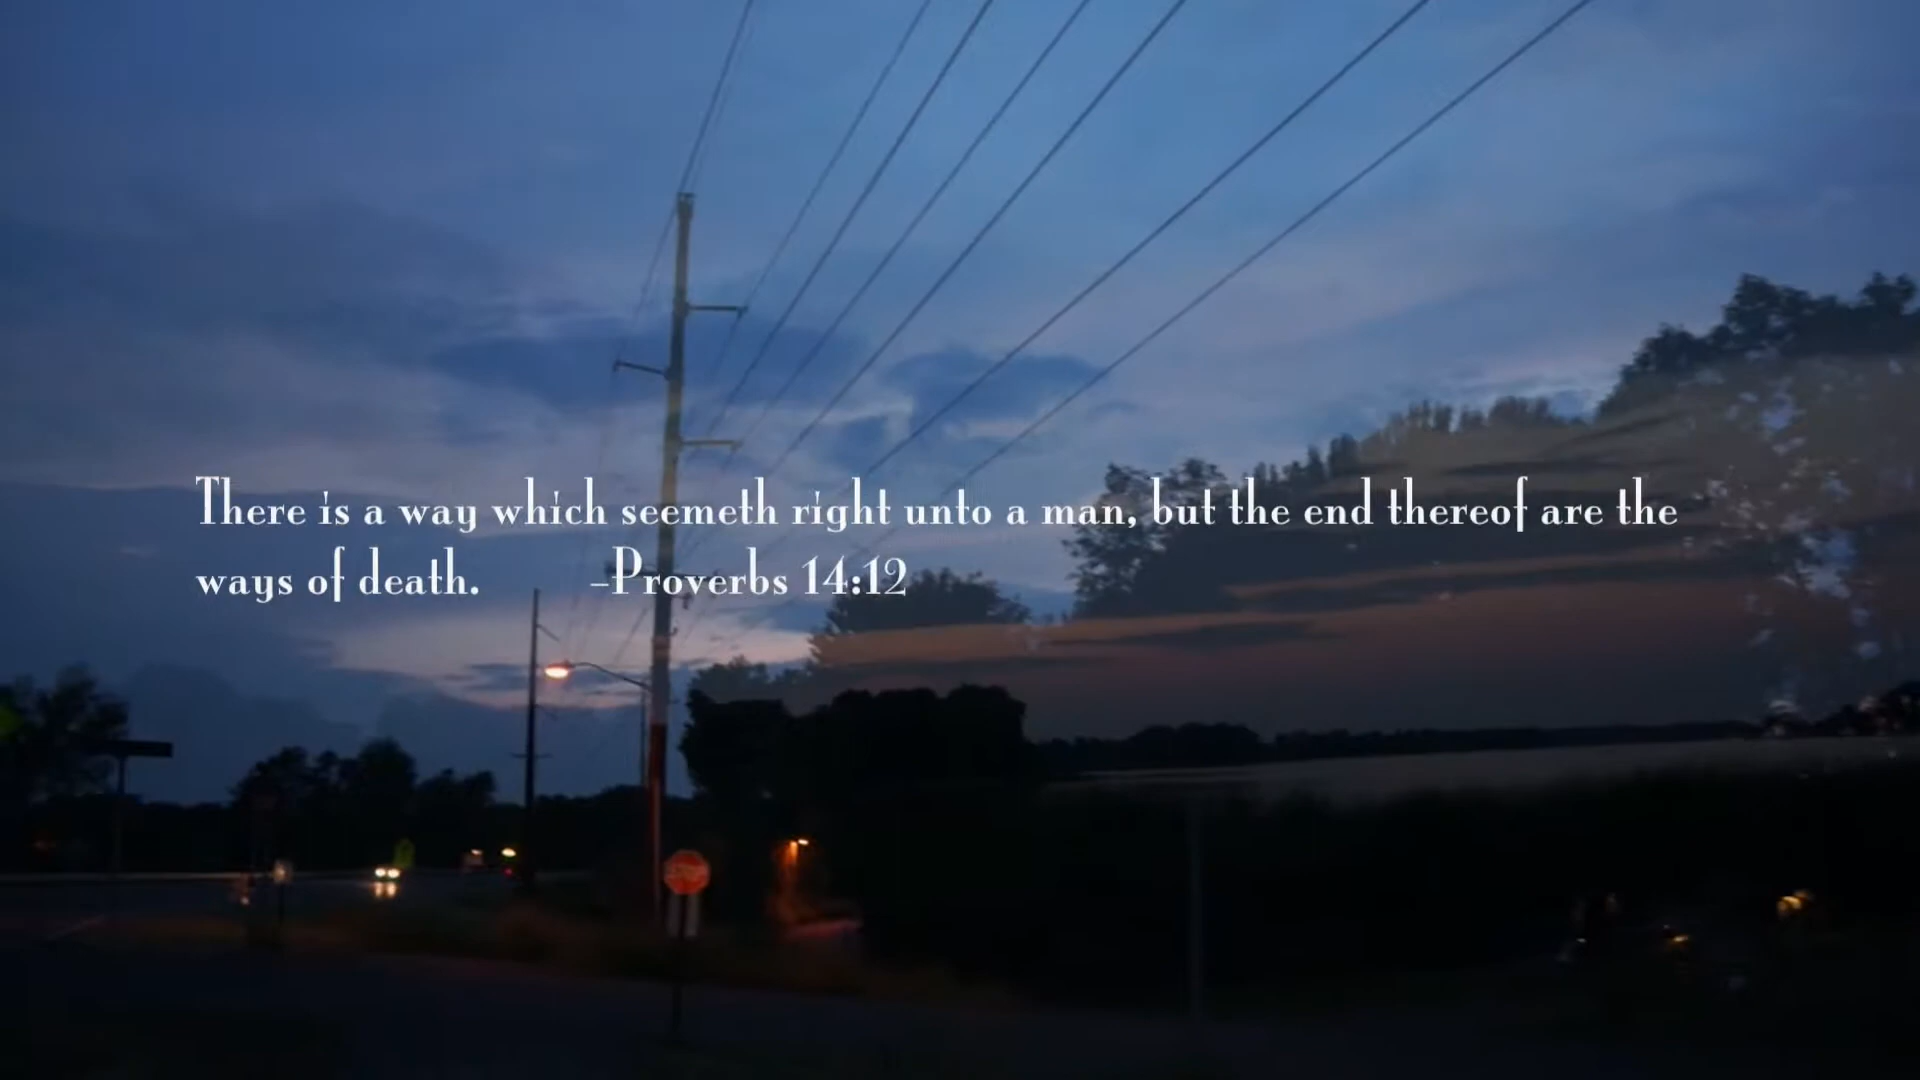 There is a way which seemeth right unto a man, but the end thereof are the
ways of death. –Proverbs 14:12